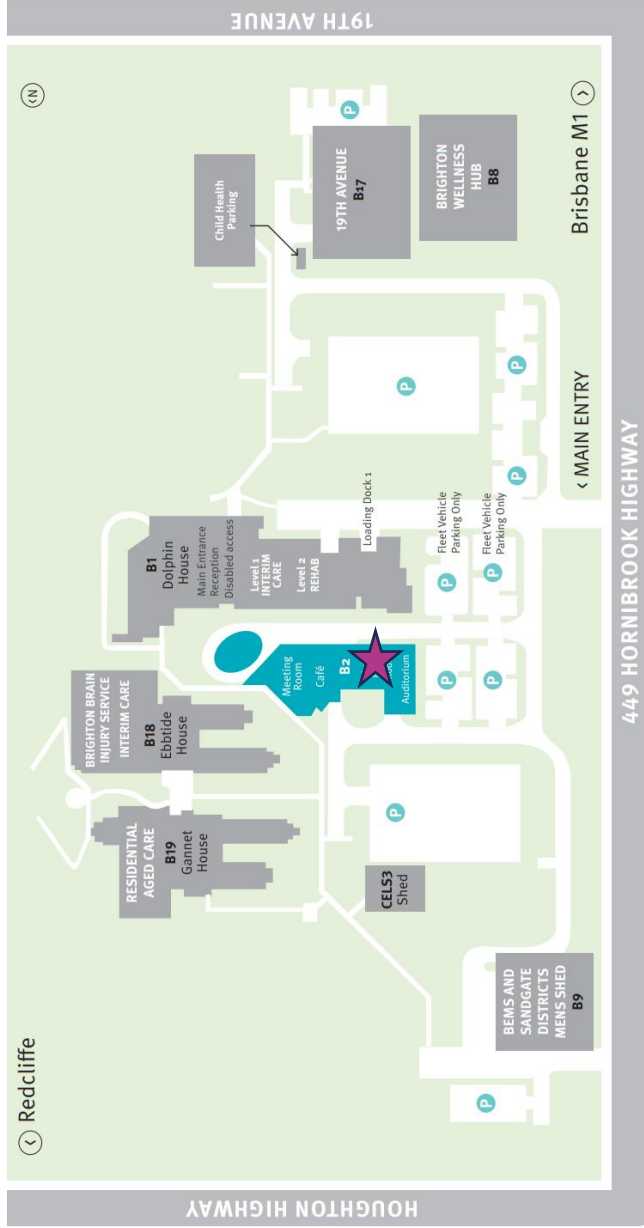 Redcliffe
HOUGHTON HIGHWAY
RESIDENTIAL
AGED CARE
B19
Gannet
House
BRIGHTON BRAIN
INJURY SERVICE
INTERIM CARE
B18
Ebbtide
House
B1
Dolphin
House
Main Entrance
Reception
Disabled access
Level 1
INTERIM
CARE
Level 2
REHAB
Loading Dock 1
Child Health
Parking
N
19TH AVENUE
19TH AVENUE
B17
P
BRIGHTON
WELLNESS
HUB
B8
Meeting
Room
Café
B2
Auditorium
CELS3
Shed
P
P
Fleet Vehicle
Parking Only
Fleet Vehicle
Parking Only
P
P
P
P
P
P
BEMS AND
SANDGATE
DISTRICTS
MENS SHED
B9
P
< MAIN ENTRY
Brisbane M1
449 HORNIBROOK HIGHWAY